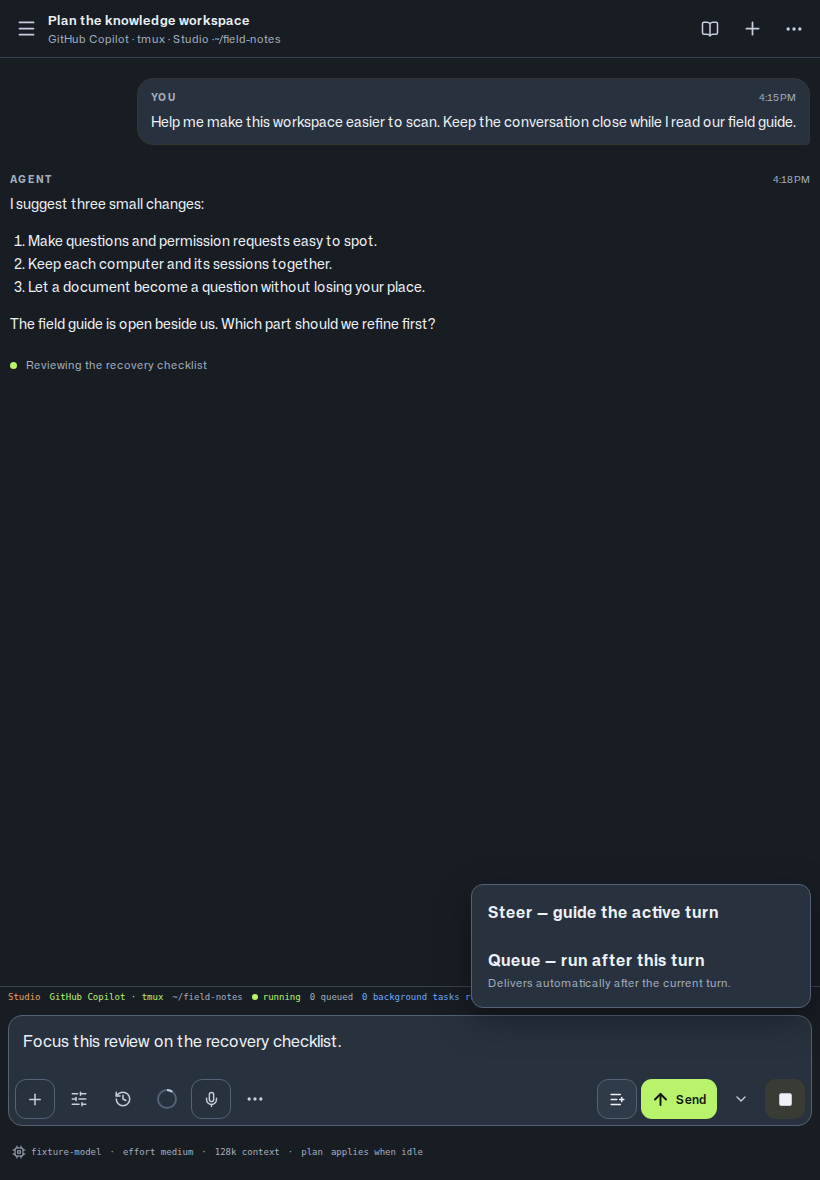 Plan the knowledge workspace
GitHub Copilot · tmux · Studio ·~/field-notes
YOU 4:15 PM
Help me make this workspace easier to scan. Keep the conversation close while I read our field guide.
AGENT 4:18 PM
I suggest three small changes:
1. Make questions and permission requests easy to spot.
2. Keep each computer and its sessions together.
3. Let a document become a question without losing your place.
The field guide is open beside us. Which part should we refine first?
Reviewing the recovery checklist
Steer — guide the active turn
Queue — run after this turn
Delivers automatically after the current turn.
Studio GitHub Copilot · tmux ~/field-notes running 0 queued 0 background tasks r
Focus this review on the recovery checklist.
Send
fixture-model · effort medium · 128k context · plan applies when idle